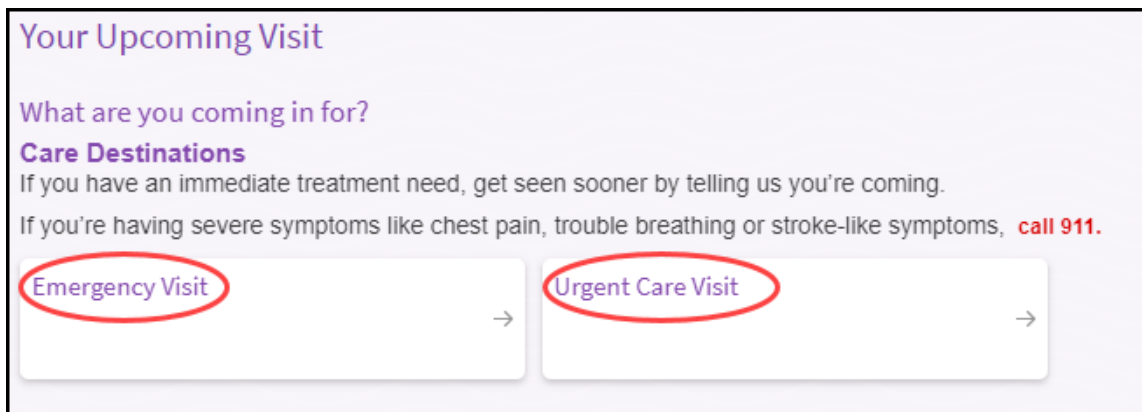 Your Upcoming Visit
What are you coming in for?
Care Destinations
If you have an immediate treatment need, get seen sooner by telling us you’re coming.
If you’re having severe symptoms like chest pain, trouble breathing or stroke-like symptoms, call 911.
Emergency Visit
Urgent Care Visit